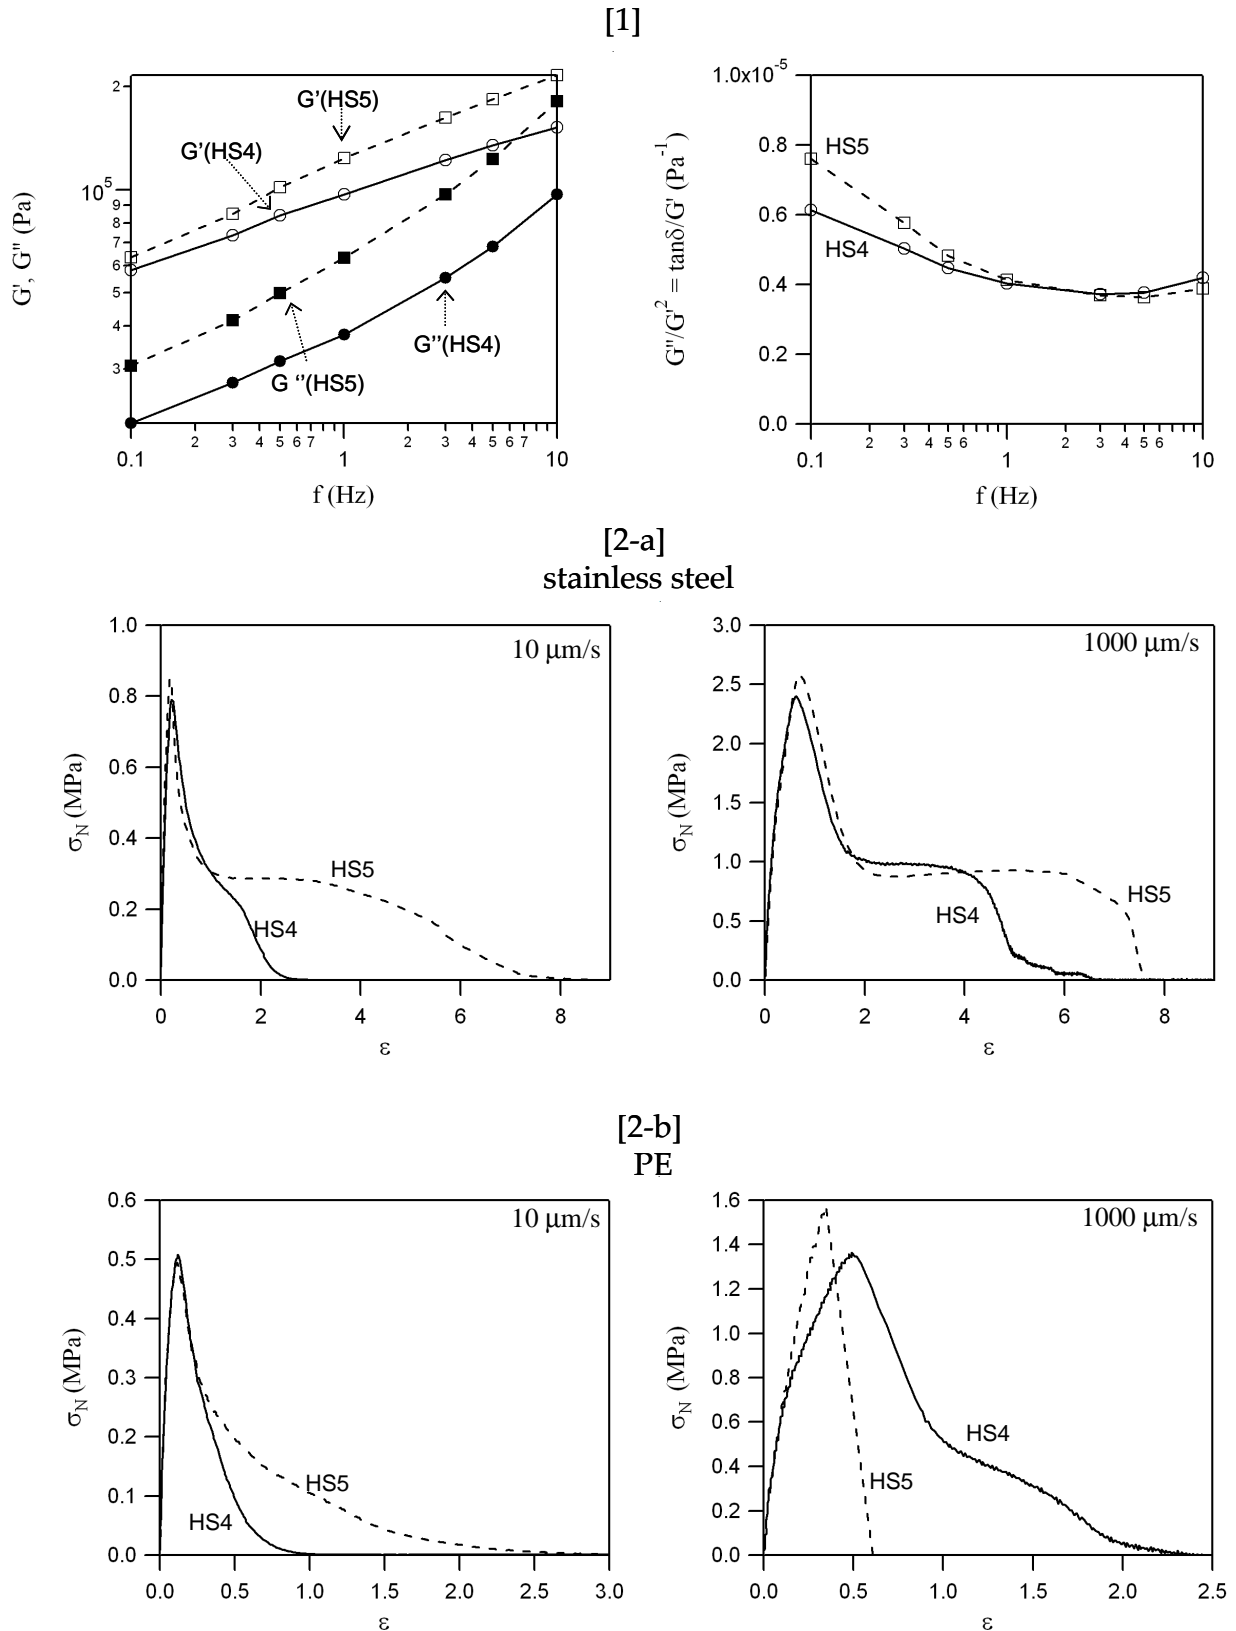 [1]
2
10^5
9
8
7
6
5
4
3
G', G" (Pa)
G'(HS5)
G'(HS4)
G''(HS4)
G ‘’(HS5)
0.1
2
3
4
5
6
7
1
2
3
4
5
6
7
10
f (Hz)
1.0x10^-5
0.8
0.6
0.4
0.2
0.0
G"/G'^2 = tanδ/G' (Pa^-1)
HS5
HS4
0.1
2
3
4
5
6
1
2
3
4
5
6
10
f (Hz)
[2-a]
stainless steel
1.0
0.8
0.6
0.4
0.2
0.0
σN (MPa)
10 μm/s
HS5
HS4
0
2
4
6
8
ε
3.0
2.5
2.0
1.5
1.0
0.5
0.0
σN (MPa)
1000 μm/s
HS4
HS5
0
2
4
6
8
ε
[2-b]
PE
0.6
0.5
0.4
0.3
0.2
0.1
0.0
σN (MPa)
10 μm/s
HS5
HS4
0.0
0.5
1.0
1.5
2.0
2.5
3.0
ε
1.6
1.4
1.2
1.0
0.8
0.6
0.4
0.2
0.0
σN (MPa)
1000 μm/s
HS4
HS5
0.0
0.5
1.0
1.5
2.0
2.5
ε